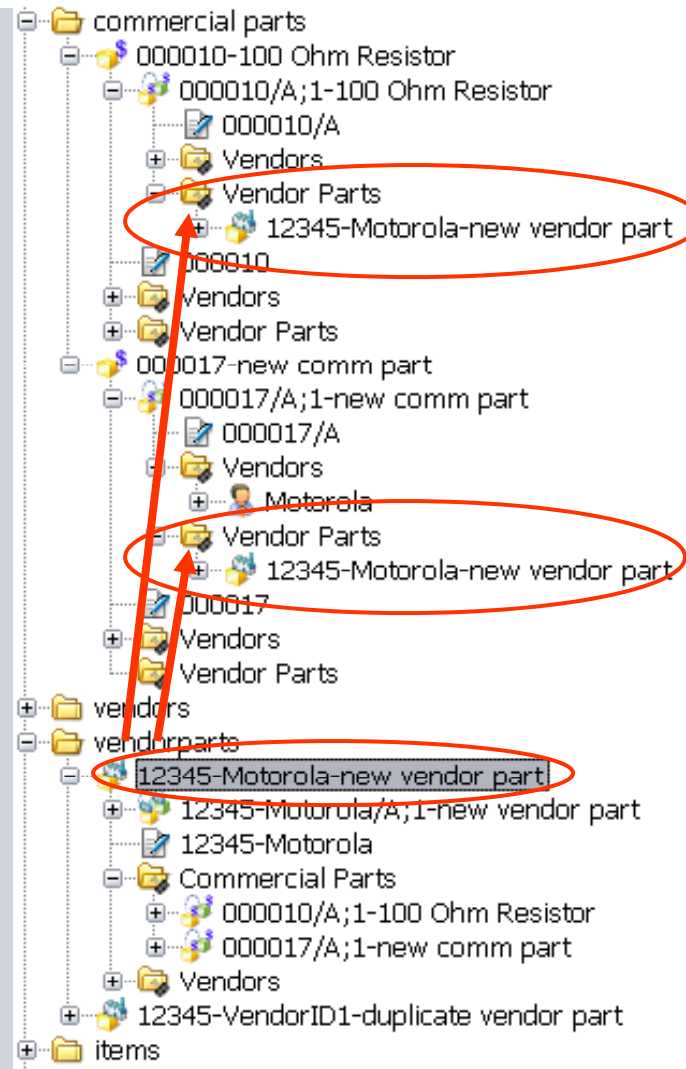 commercial parts
000010-100 Ohm Resistor
000010/A;1-100 Ohm Resistor
000010/A
Vendors
Vendor Parts
12345-Motorola-new vendor part
000010
Vendors
Vendor Parts
000017-new comm part
000017/A;1-new comm part
000017/A
Vendors
Motorola
Vendor Parts
12345-Motorola-new vendor part
000017
Vendors
Vendor Parts
vendors
vendorparts
12345-Motorola-new vendor part
12345-Motorola/A;1-new vendor part
12345-Motorola
Commercial Parts
000010/A;1-100 Ohm Resistor
000017/A;1-new comm part
Vendors
12345-VendorID1-duplicate vendor part
items